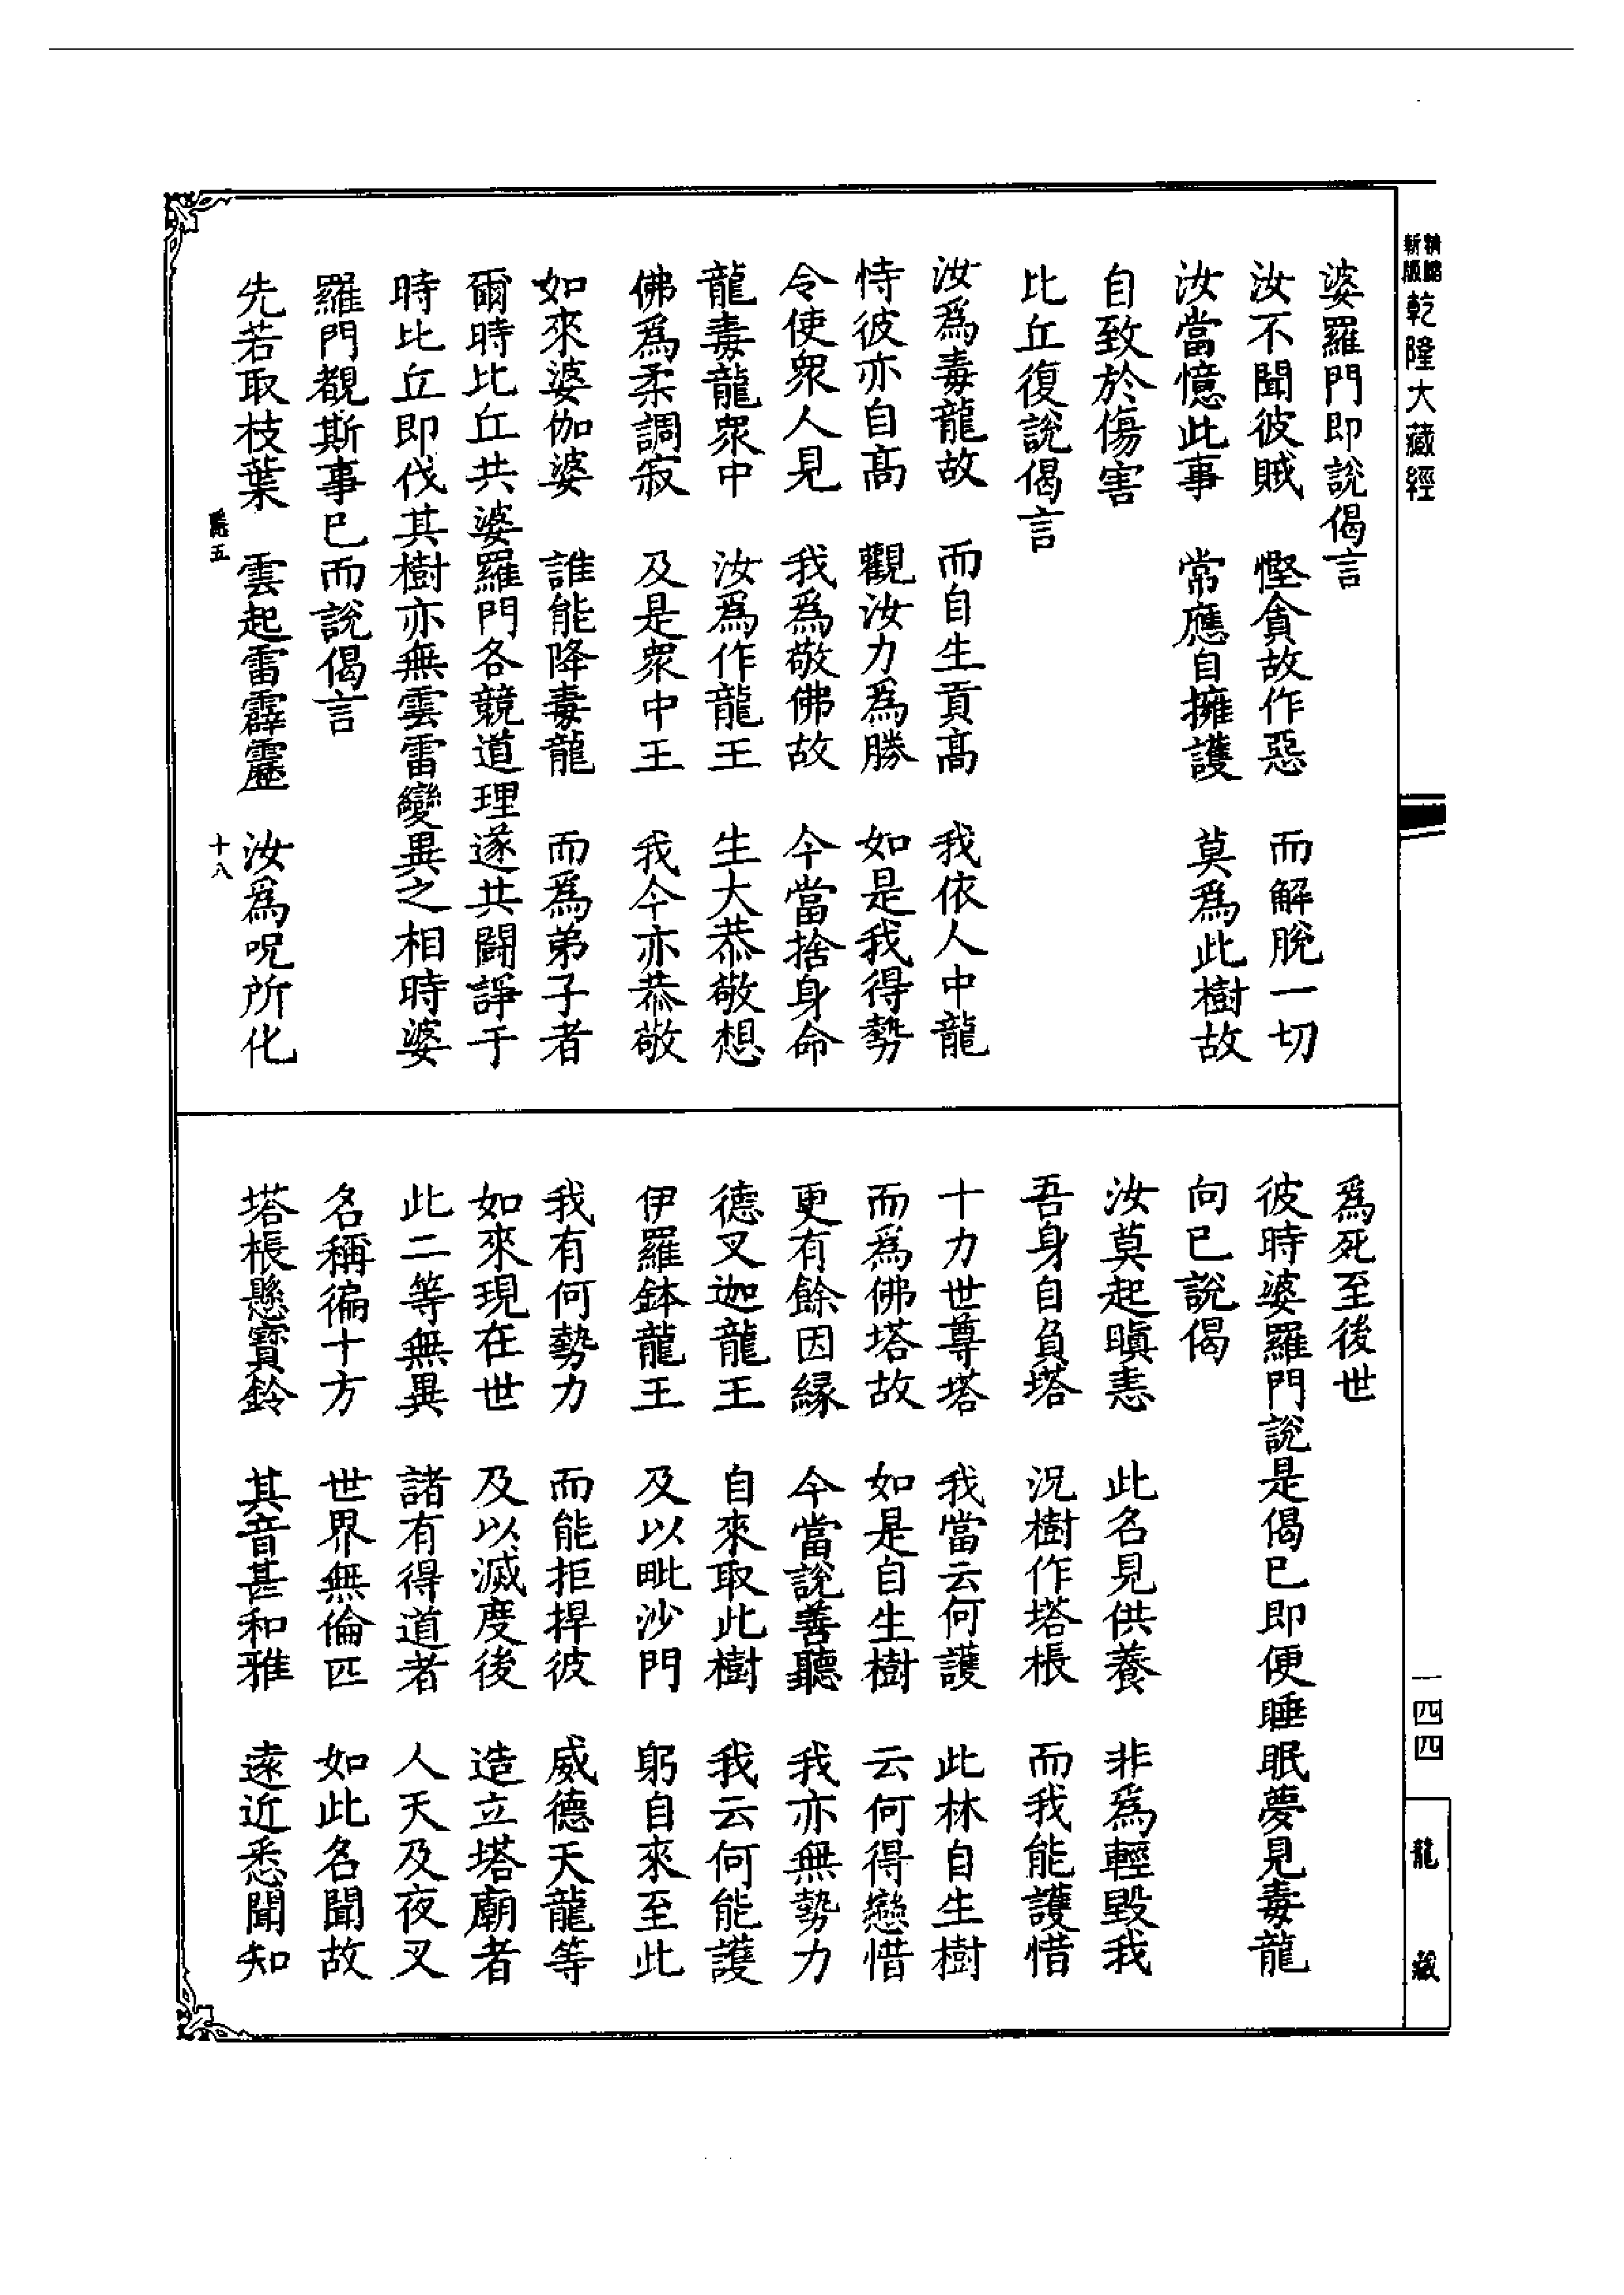 精縮新版乾隆大藏經
婆羅門即說偈言
汝不聞彼賊　慳貪故作惡　而解脫一切
汝當憶此事　常應自擁護　莫爲此樹故
自致於傷害
比丘復說偈言
汝爲毒龍故　而自生貢高　我依人中龍
恃彼亦自高　觀汝力爲勝　如是我得勢
令使衆人見　我爲敬佛故　今當捨身命
龍毒龍衆中　汝爲作龍王　生大恭敬想
佛爲柔調寂　及是衆中王　我今亦恭敬
如來婆伽婆　誰能降毒龍　而爲弟子者
爾時比丘共婆羅門各競道理遂共鬪諍于
時比丘即伐其樹亦無雲雷變異之相時婆
羅門覩斯事已而說偈言
先若取枝葉　雲起雷霹靂　汝爲呪所化
五
十八
爲死至後世
彼時婆羅門說是偈已即便睡眠夢見毒龍
向已說偈
汝莫起瞋恚　此名見供養　非爲輕毀我
吾身自負塔　況樹作塔棖　而我能護惜
十力世尊塔　我當云何護　此林自生樹
而爲佛塔故　如是自生樹　云何得戀惜
更有餘因緣　今當說善聽　我亦無勢力
德叉迦龍王　自來取此樹　我云何能護
伊羅鉢龍王　及以毗沙門　躬自來至此
我有何勢力　而能拒捍彼　威德天龍等
如來現在世　及以滅度後　造立塔廟者
此二等無異　諸有得道者　人天及夜叉
名稱徧十方　世界無倫匹　如此名聞故
塔棖懸寶鈴　其音甚和雅　遠近悉聞知
一四四
龍藏